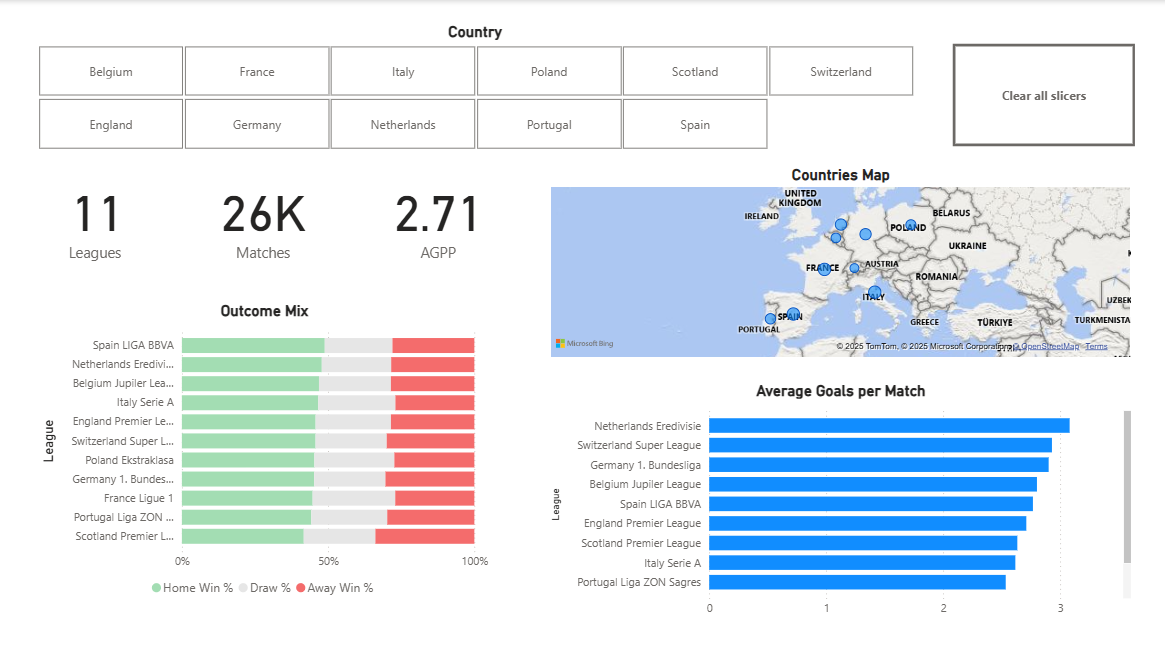 Country
Belgium
France
Italy
Poland
Scotland
Switzerland
England
Germany
Netherlands
Portugal
Spain
Clear all slicers
11
Leagues
26K
Matches
2.71
AGPP
Countries Map
UNITED
KINGDOM
IRELAND
BELARUS
POLAND
UKRAINE
FRANCE
AUSTRIA
ROMANIA
ITALY
UZBEK
SPAIN
PORTUGAL
GREECE
TÜRKIYE
TURKMENISTA
Microsoft Bing
© 2025 TomTom, © 2025 Microsoft Corporation, © OpenStreetMap Terms
Outcome Mix
League
Spain LIGA BBVA
Netherlands Eredivi...
Belgium Jupiler Lea...
Italy Serie A
England Premier Le...
Switzerland Super L...
Poland Ekstraklasa
Germany 1. Bundes...
France Ligue 1
Portugal Liga ZON ...
Scotland Premier L...
0% 50% 100%
Home Win % Draw % Away Win %
Average Goals per Match
League
Netherlands Eredivisie
Switzerland Super League
Germany 1. Bundesliga
Belgium Jupiler League
Spain LIGA BBVA
England Premier League
Scotland Premier League
Italy Serie A
Portugal Liga ZON Sagres
0 1 2 3